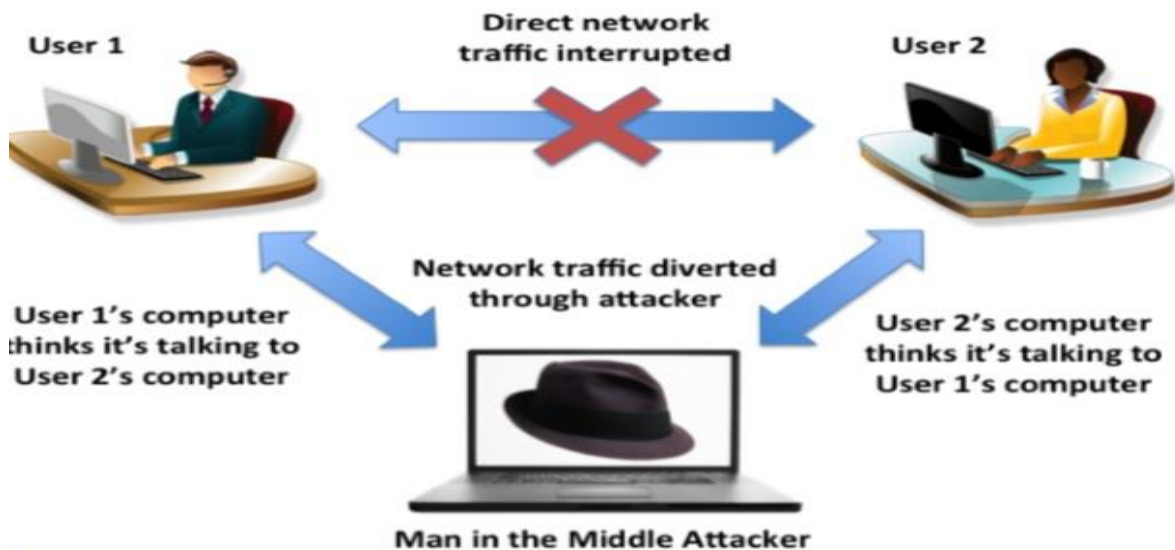 User 1
Direct network
traffic interrupted
User 2
Network traffic diverted
through attacker
User 1's computer
thinks it's talking to
User 2's computer
User 2's computer
thinks it's talking to
User 1's computer
Man in the Middle Attacker